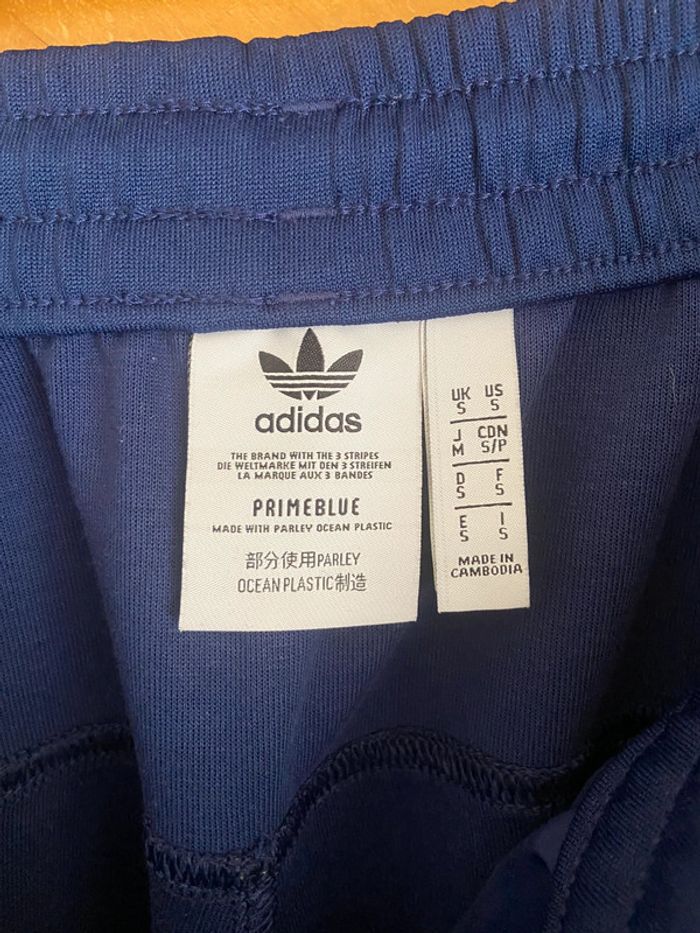 adidas
THE BRAND WITH THE 3 STRIPES
DIE WELTMARKE MIT DEN 3 STREIFEN
LA MARQUE AUX 3 BANDES
PRIMEBLUE
MADE WITH PARLEY OCEAN PLASTIC
部分使用PARLEY
OCEAN PLASTIC制造
UK US
S S
J CDN
M S/P
D F
S S
E I
S S
MADE IN
CAMBODIA